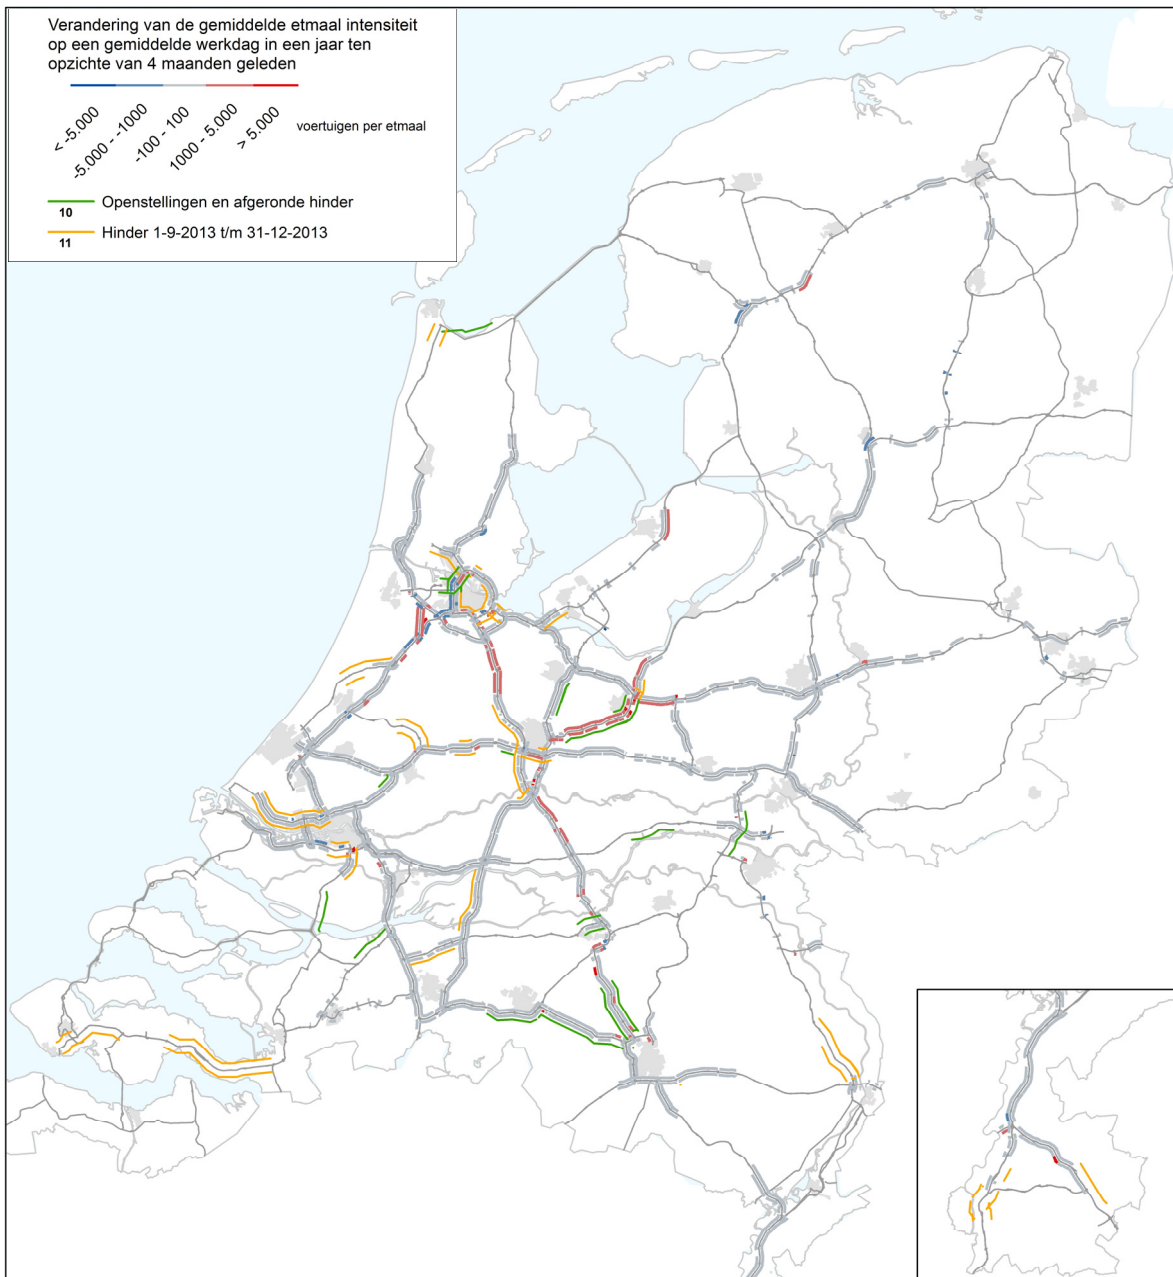 Verandering van de gemiddelde etmaal intensiteit
op een gemiddelde werkdag in een jaar ten
opzichte van 4 maanden geleden
< -5.000
-5.000 - -1000
-100 - 100
1000 - 5.000
> 5.000
voertuigen per etmaal
Openstellingen en afgeronde hinder
10
Hinder 1-9-2013 t/m 31-12-2013
11